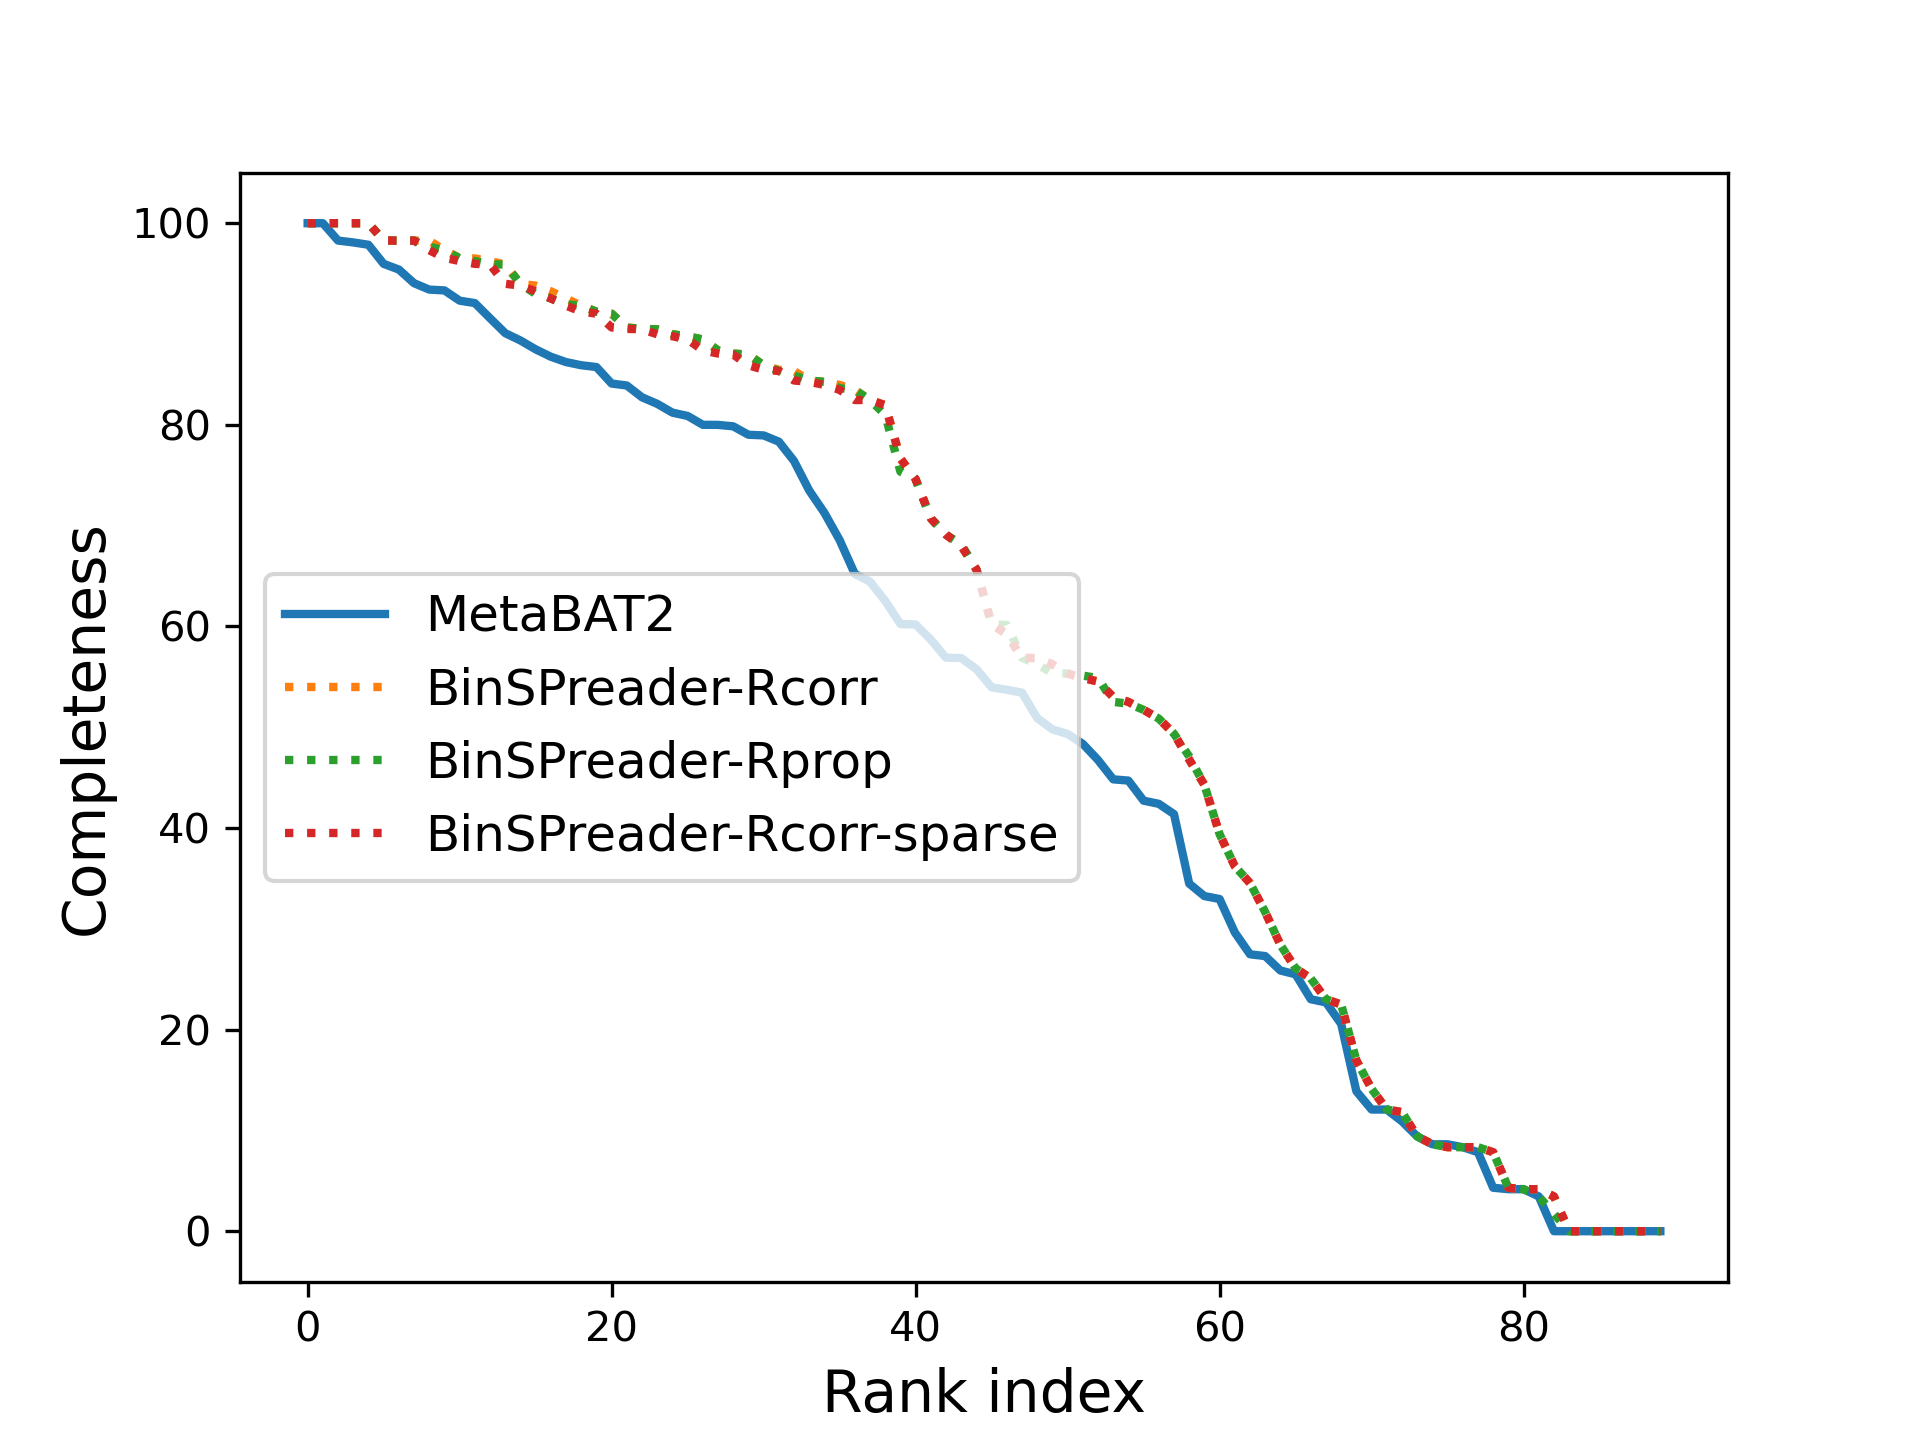 100
80
60
40
20
0
Completeness
MetaBAT2
BinSPreader-Rcorr
BinSPreader-Rprop
BinSPreader-Rcorr-sparse
0 20 40 60 80
Rank index